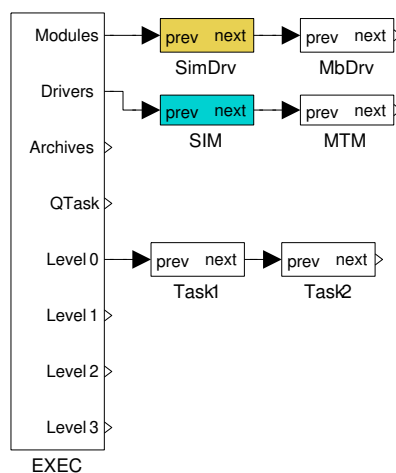 Modules
prev next
prev next
SimDrv
MbDrv
Drivers
prev next
prev next
SIM
MTM
Archives
QTask
Level 0
prev next
prev next
Task1
Task2
Level 1
Level 2
Level 3
EXEC